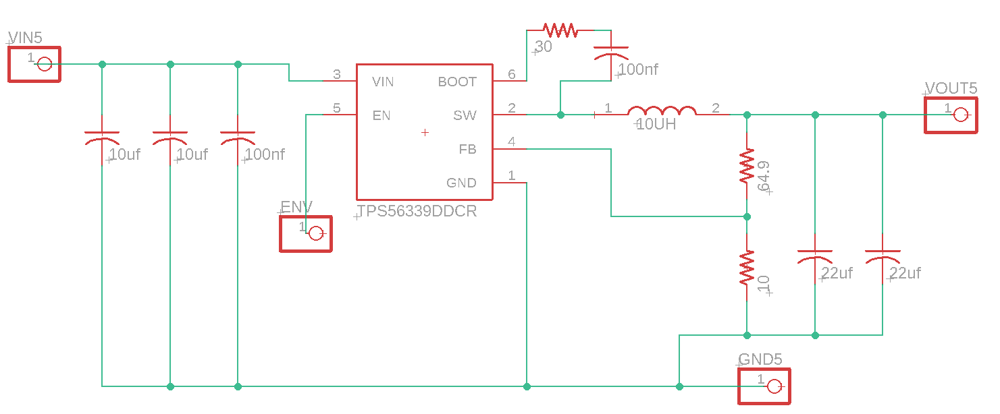 VIN5
1
30
100nf
3
VIN
BOOT
6
VOUT5
1
5
EN
SW
2
1
10UH
2
10uf
10uf
100nf
FB
4
64.9
GND
1
ENV
1
TPS56339DDCR
10
22uf
22uf
GND5
1